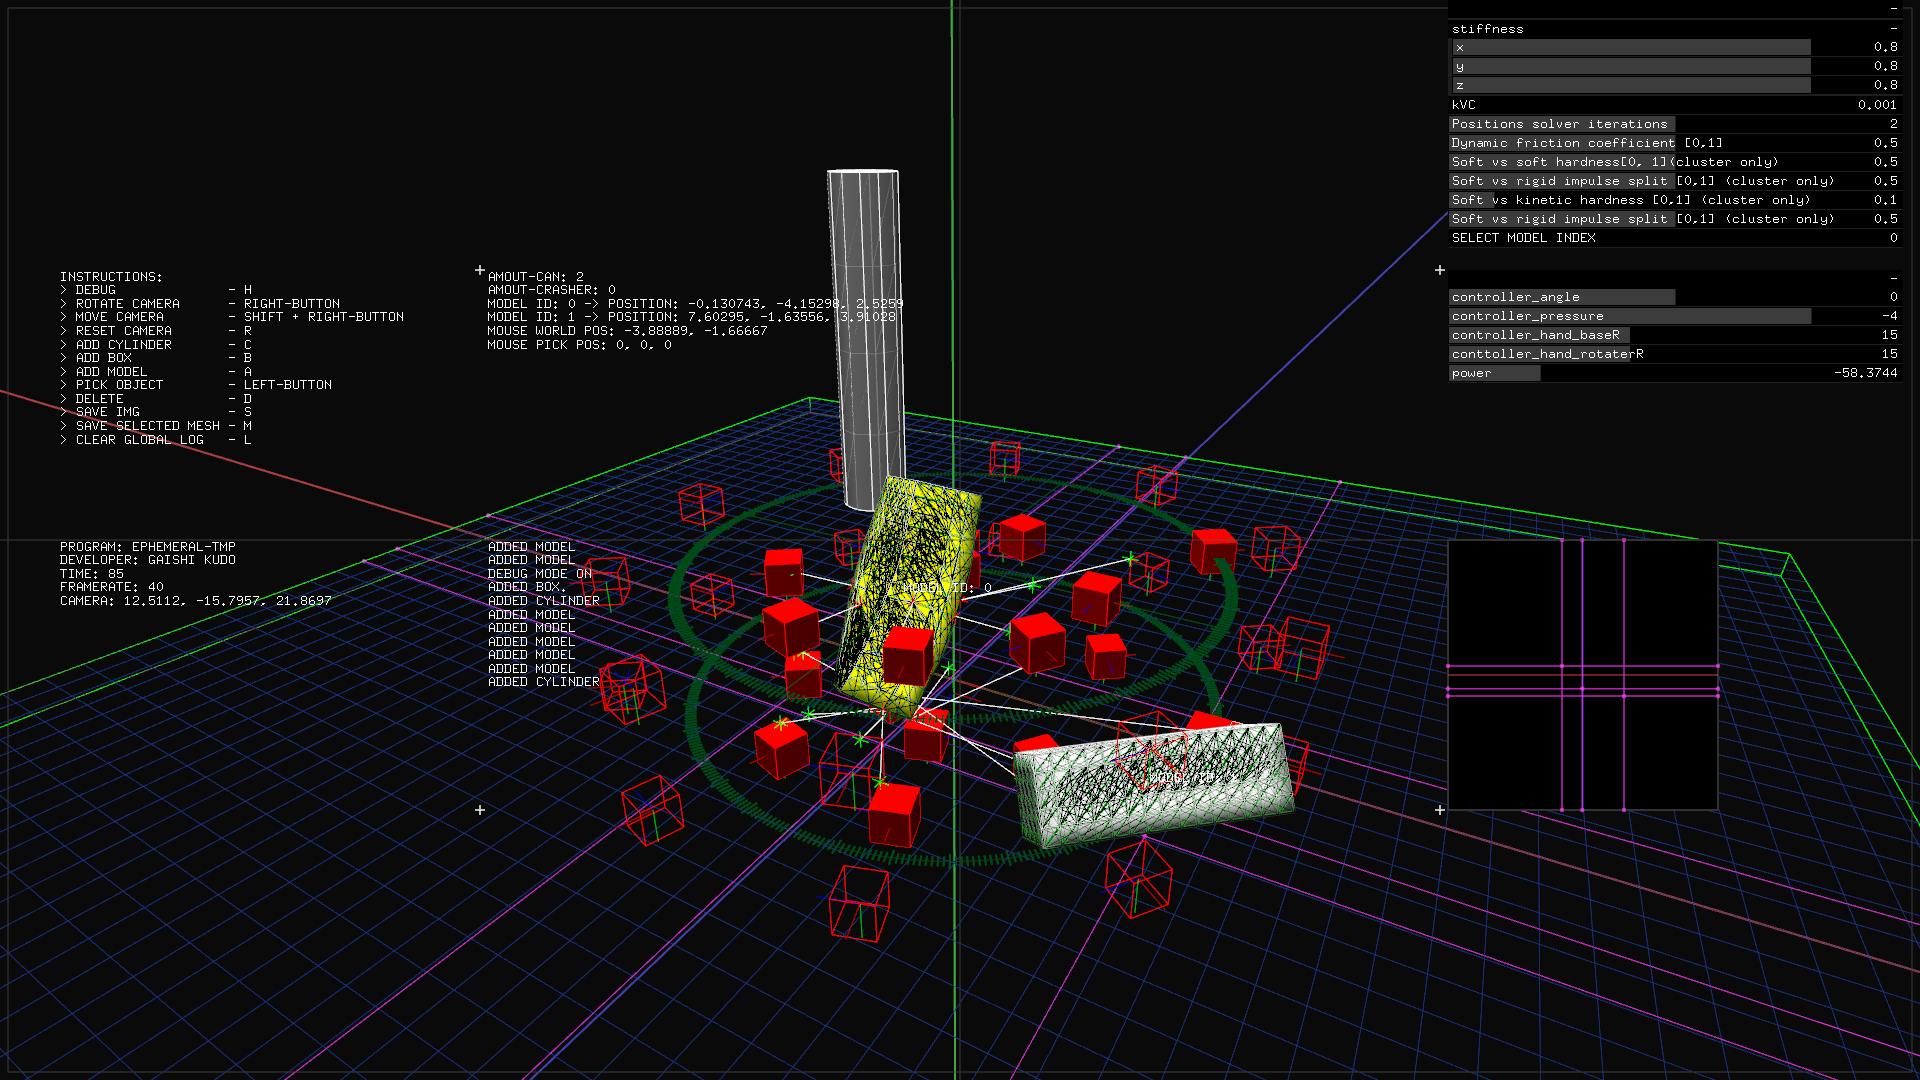 INSTRUCTIONS:
> DEBUG - H
> ROTATE CAMERA - RIGHT-BUTTON
> MOVE CAMERA - SHIFT + RIGHT-BUTTON
> RESET CAMERA - R
> ADD CYLINDER - C
> ADD BOX - B
> ADD MODEL - A
> PICK OBJECT - LEFT-BUTTON
> DELETE - D
> SAVE IMG - S
> SAVE SELECTED MESH - M
> CLEAR GLOBAL LOG - L
AMOUT-CAN: 2
AMOUT-CRASHER: 0
MODEL ID: 0 -> POSITION: -0.130743, -4.15298, 2.5259
MODEL ID: 1 -> POSITION: 7.60295, -1.63556, 3.91028
MOUSE WORLD POS: -3.88889, -1.66667
MOUSE PICK POS: 0, 0, 0
PROGRAM: EPHEMERAL-TMP
DEVELOPER: GAISHI KUDO
TIME: 85
FRAMERATE: 40
CAMERA: 12.5112, -15.7957, 21.8697
ADDED MODEL
ADDED MODEL
DEBUG MODE ON
ADDED BOX.
ADDED CYLINDER
ADDED MODEL
ADDED MODEL
ADDED MODEL
ADDED MODEL
ADDED MODEL
ADDED CYLINDER
MODEL ID: 0
-
stiffness -
x 0.8
y 0.8
z 0.8
kVC 0.001
Positions solver iterations 2
Dynamic friction coefficient [0,1] 0.5
Soft vs soft hardness[0, 1](cluster only) 0.5
Soft vs rigid impulse split [0,1] (cluster only) 0.5
Soft vs kinetic hardness [0,1] (cluster only) 0.1
Soft vs rigid impulse split [0,1] (cluster only) 0.5
SELECT MODEL INDEX 0
-
controller_angle 0
controller_pressure -4
controller_hand_baseR 15
conttoller_hand_rotaterR 15
power -58.3744